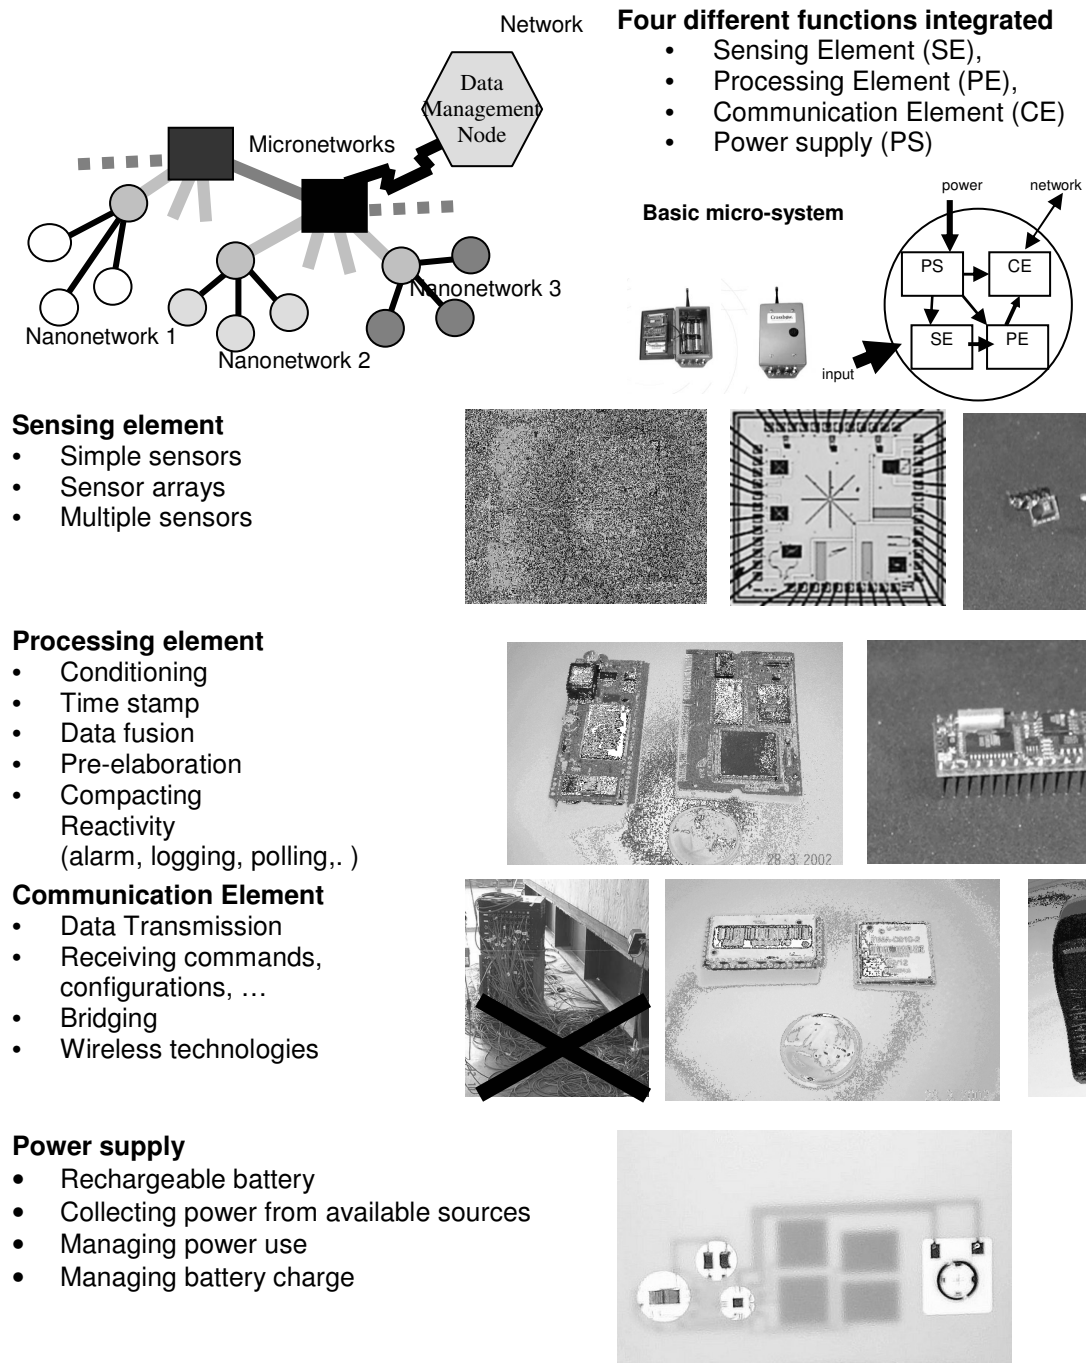 Network
Data
Management
Node
Micronetworks
Nanonetwork 1
Nanonetwork 2
Nanonetwork 3
Four different functions integrated
• Sensing Element (SE),
• Processing Element (PE),
• Communication Element (CE)
• Power supply (PS)
Basic micro-system
power
network
PS
CE
SE
PE
input
Crossbow
Sensing element
• Simple sensors
• Sensor arrays
• Multiple sensors
Processing element
• Conditioning
• Time stamp
• Data fusion
• Pre-elaboration
• Compacting
Reactivity
(alarm, logging, polling,. )
28.3.2002
Communication Element
• Data Transmission
• Receiving commands,
configurations, …
• Bridging
• Wireless technologies
Power supply
• Rechargeable battery
• Collecting power from available sources
• Managing power use
• Managing battery charge